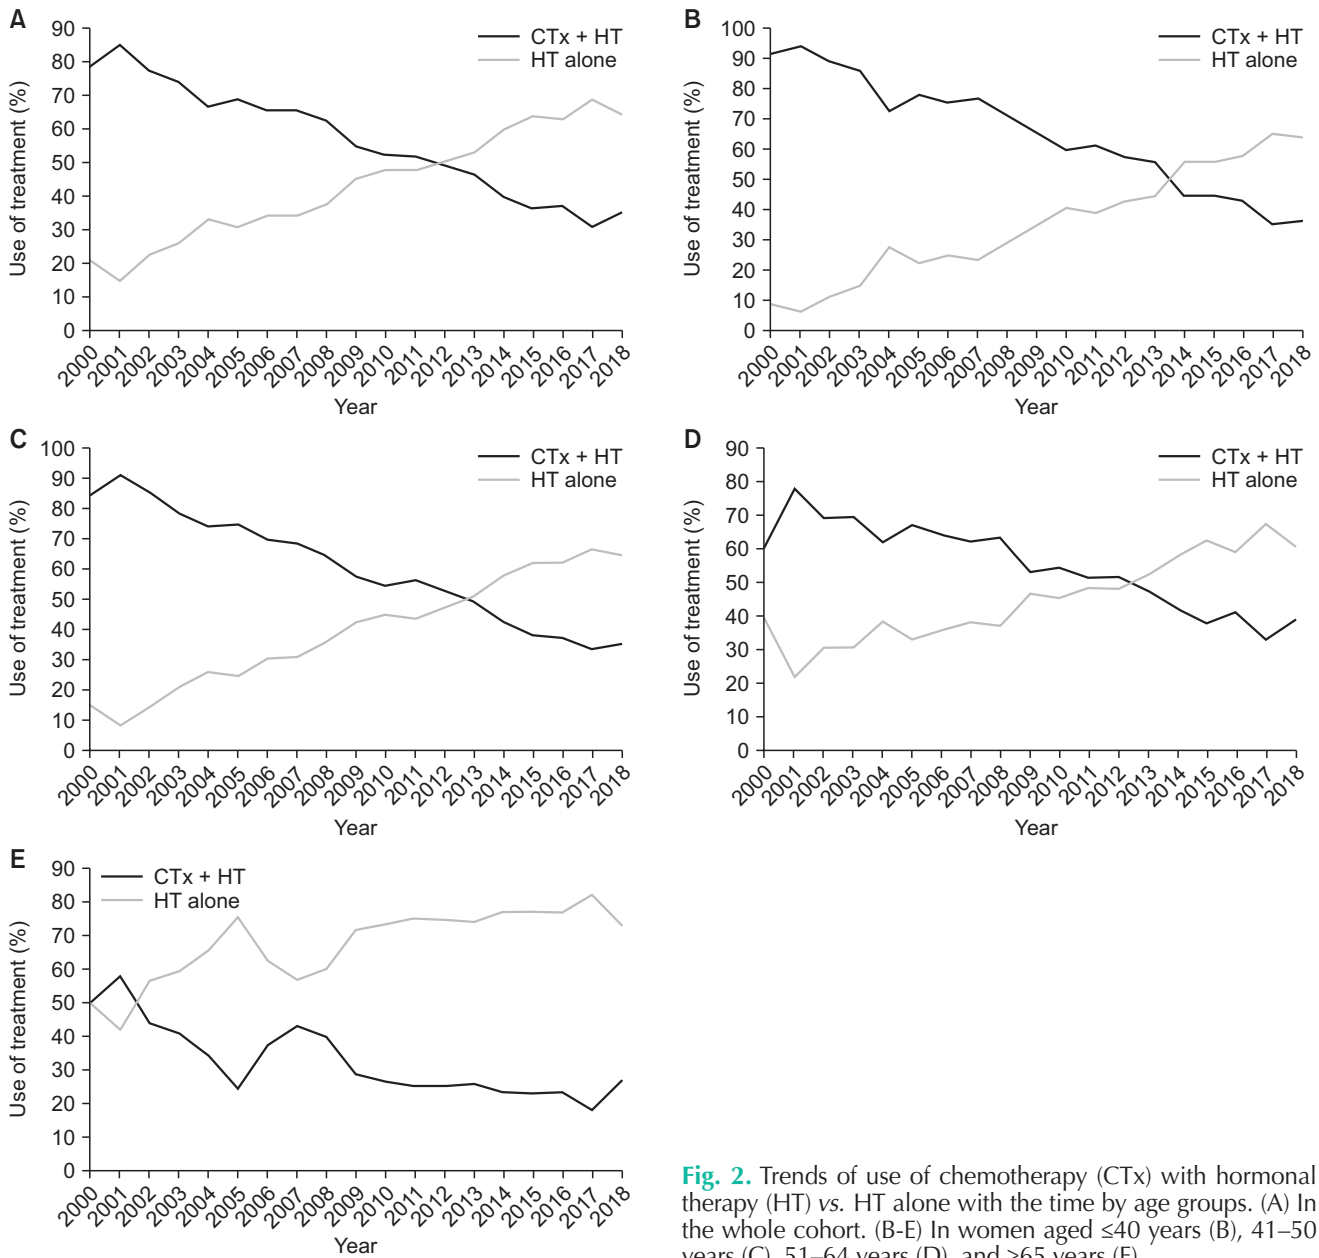 A
90
80
70
60
50
40
30
20
10
0
Use of treatment (%)
CTx + HT
HT alone
2000 2001 2002 2003 2004 2005 2006 2007 2008 2009 2010 2011 2012 2013 2014 2015 2016 2017 2018
Year
B
100
90
80
70
60
50
40
30
20
10
0
Use of treatment (%)
CTx + HT
HT alone
2000 2001 2002 2003 2004 2005 2006 2007 2008 2009 2010 2011 2012 2013 2014 2015 2016 2017 2018
Year
C
100
90
80
70
60
50
40
30
20
10
0
Use of treatment (%)
CTx + HT
HT alone
2000 2001 2002 2003 2004 2005 2006 2007 2008 2009 2010 2011 2012 2013 2014 2015 2016 2017 2018
Year
D
90
80
70
60
50
40
30
20
10
0
Use of treatment (%)
CTx + HT
HT alone
2000 2001 2002 2003 2004 2005 2006 2007 2008 2009 2010 2011 2012 2013 2014 2015 2016 2017 2018
Year
E
90
80
70
60
50
40
30
20
10
0
Use of treatment (%)
CTx + HT
HT alone
2000 2001 2002 2003 2004 2005 2006 2007 2008 2009 2010 2011 2012 2013 2014 2015 2016 2017 2018
Year
Fig. 2. Trends of use of chemotherapy (CTx) with hormonal
therapy (HT) vs. HT alone with the time by age groups. (A) In
the whole cohort. (B-E) In women aged ≤40 years (B), 41–50
years (C), 51–64 years (D), and ≥65 years (E).